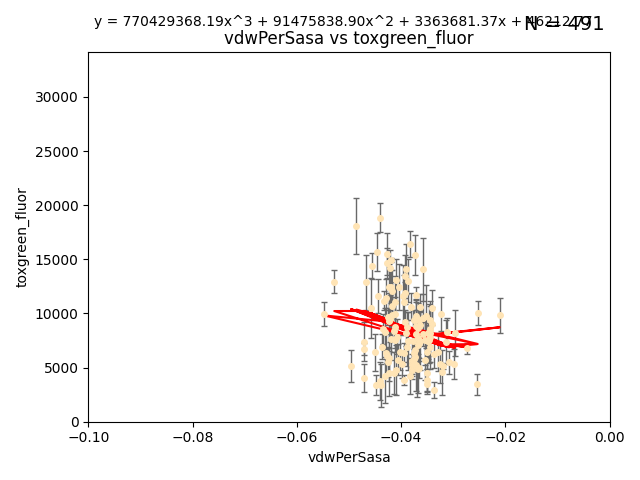 y = 770429368.19x^3 + 91475838.90x^2 + 3363681.37x +
N = 491
vdwPerSasa vs toxgreen_fluor
toxgreen_fluor
30000
25000
20000
15000
10000
5000
0
−0.10
−0.08
−0.06
−0.04
−0.02
0.00
vdwPerSasa